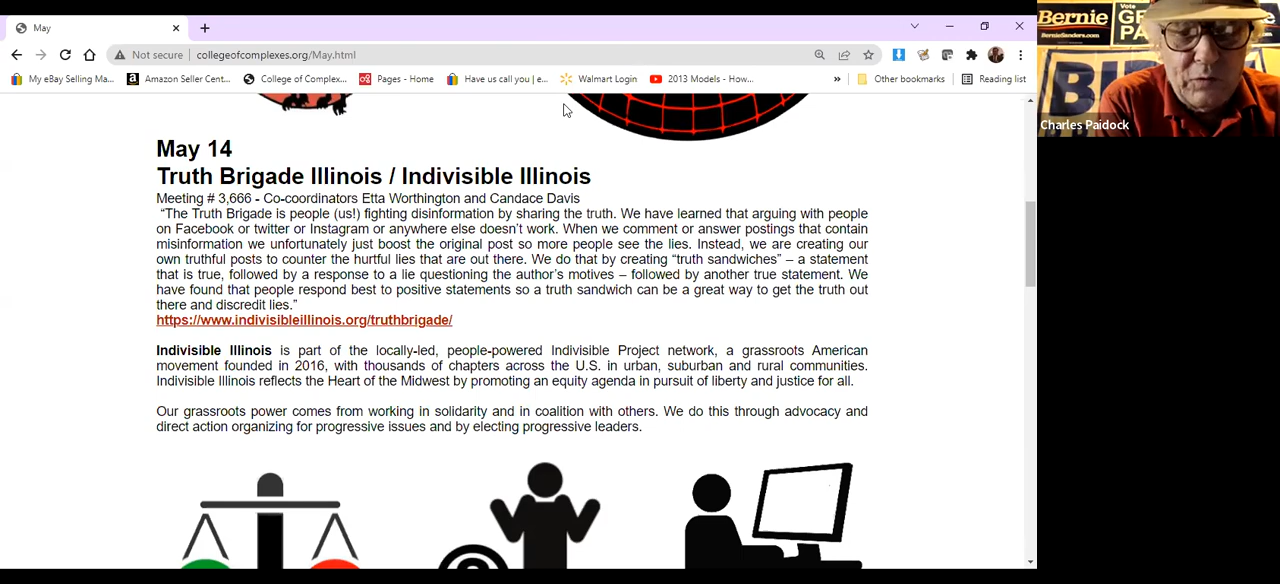 May
Not secure
collegeofcomplexes.org/May.html
My eBay Selling Ma...
Amazon Seller Cent...
College of Complex...
Pages - Home
Have us call you | e...
Walmart Login
2013 Models - How...
»
Other bookmarks
Reading list
May 14
Truth Brigade Illinois / Indivisible Illinois
Meeting # 3,666 - Co-coordinators Etta Worthington and Candace Davis
“The Truth Brigade is people (us!) fighting disinformation by sharing the truth. We have learned that arguing with people
on Facebook or twitter or Instagram or anywhere else doesn’t work. When we comment or answer postings that contain
misinformation we unfortunately just boost the original post so more people see the lies. Instead, we are creating our
own truthful posts to counter the hurtful lies that are out there. We do that by creating “truth sandwiches” – a statement
that is true, followed by a response to a lie questioning the author’s motives – followed by another true statement. We
have found that people respond best to positive statements so a truth sandwich can be a great way to get the truth out
there and discredit lies.”
https://www.indivisibleillinois.org/truthbrigade/
Indivisible Illinois is part of the locally-led, people-powered Indivisible Project network, a grassroots American
movement founded in 2016, with thousands of chapters across the U.S. in urban, suburban and rural communities.
Indivisible Illinois reflects the Heart of the Midwest by promoting an equity agenda in pursuit of liberty and justice for all.
Our grassroots power comes from working in solidarity and in coalition with others. We do this through advocacy and
direct action organizing for progressive issues and by electing progressive leaders.
Bernie
BernieSanders.com
Vote
Charles Paidock